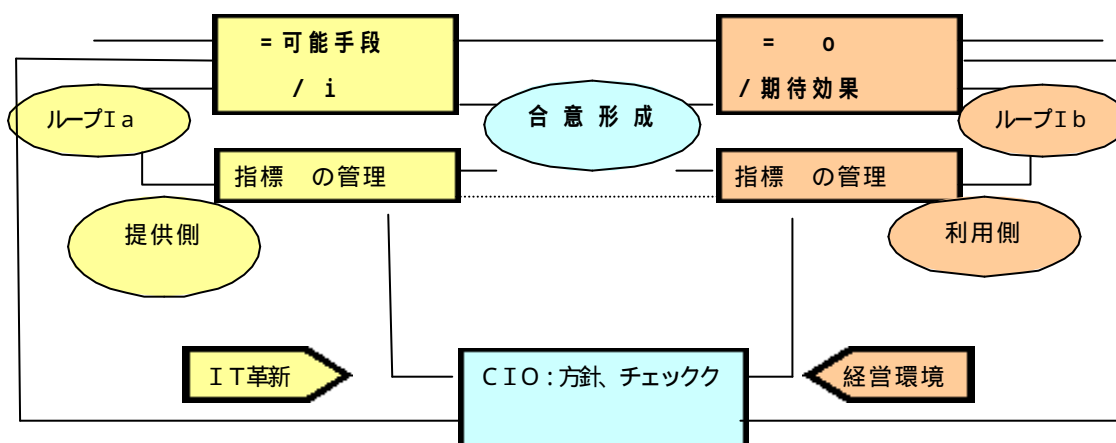 =可能手段
/ i
= o
/期待効果
ループIa
合意形成
ループIb
指標 の管理
指標 の管理
提供側
利用側
IT革新
CIO:方針、チェックク
経営環境